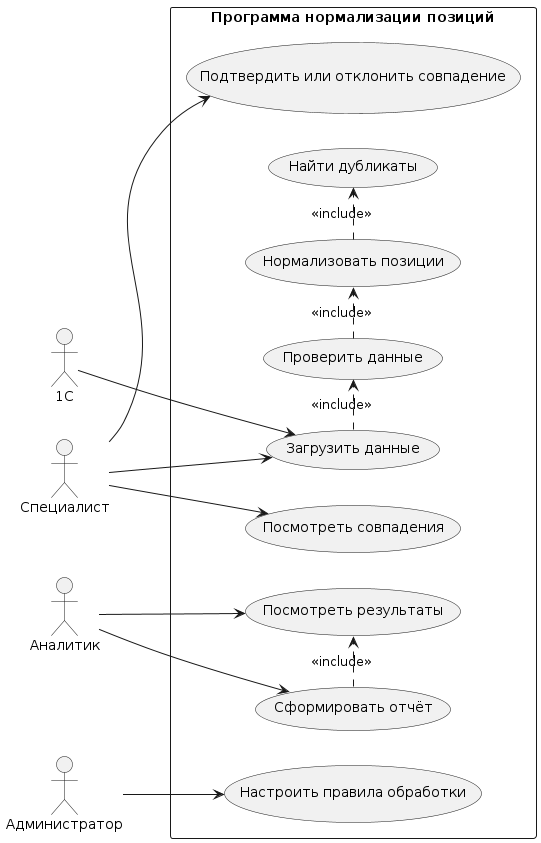 Программа нормализации позиций
Подтвердить или отклонить совпадение
Найти дубликаты
«include»
Нормализовать позиции
«include»
Проверить данные
1С
«include»
Загрузить данные
Специалист
Посмотреть совпадения
Посмотреть результаты
Аналитик
«include»
Сформировать отчёт
Настроить правила обработки
Администратор